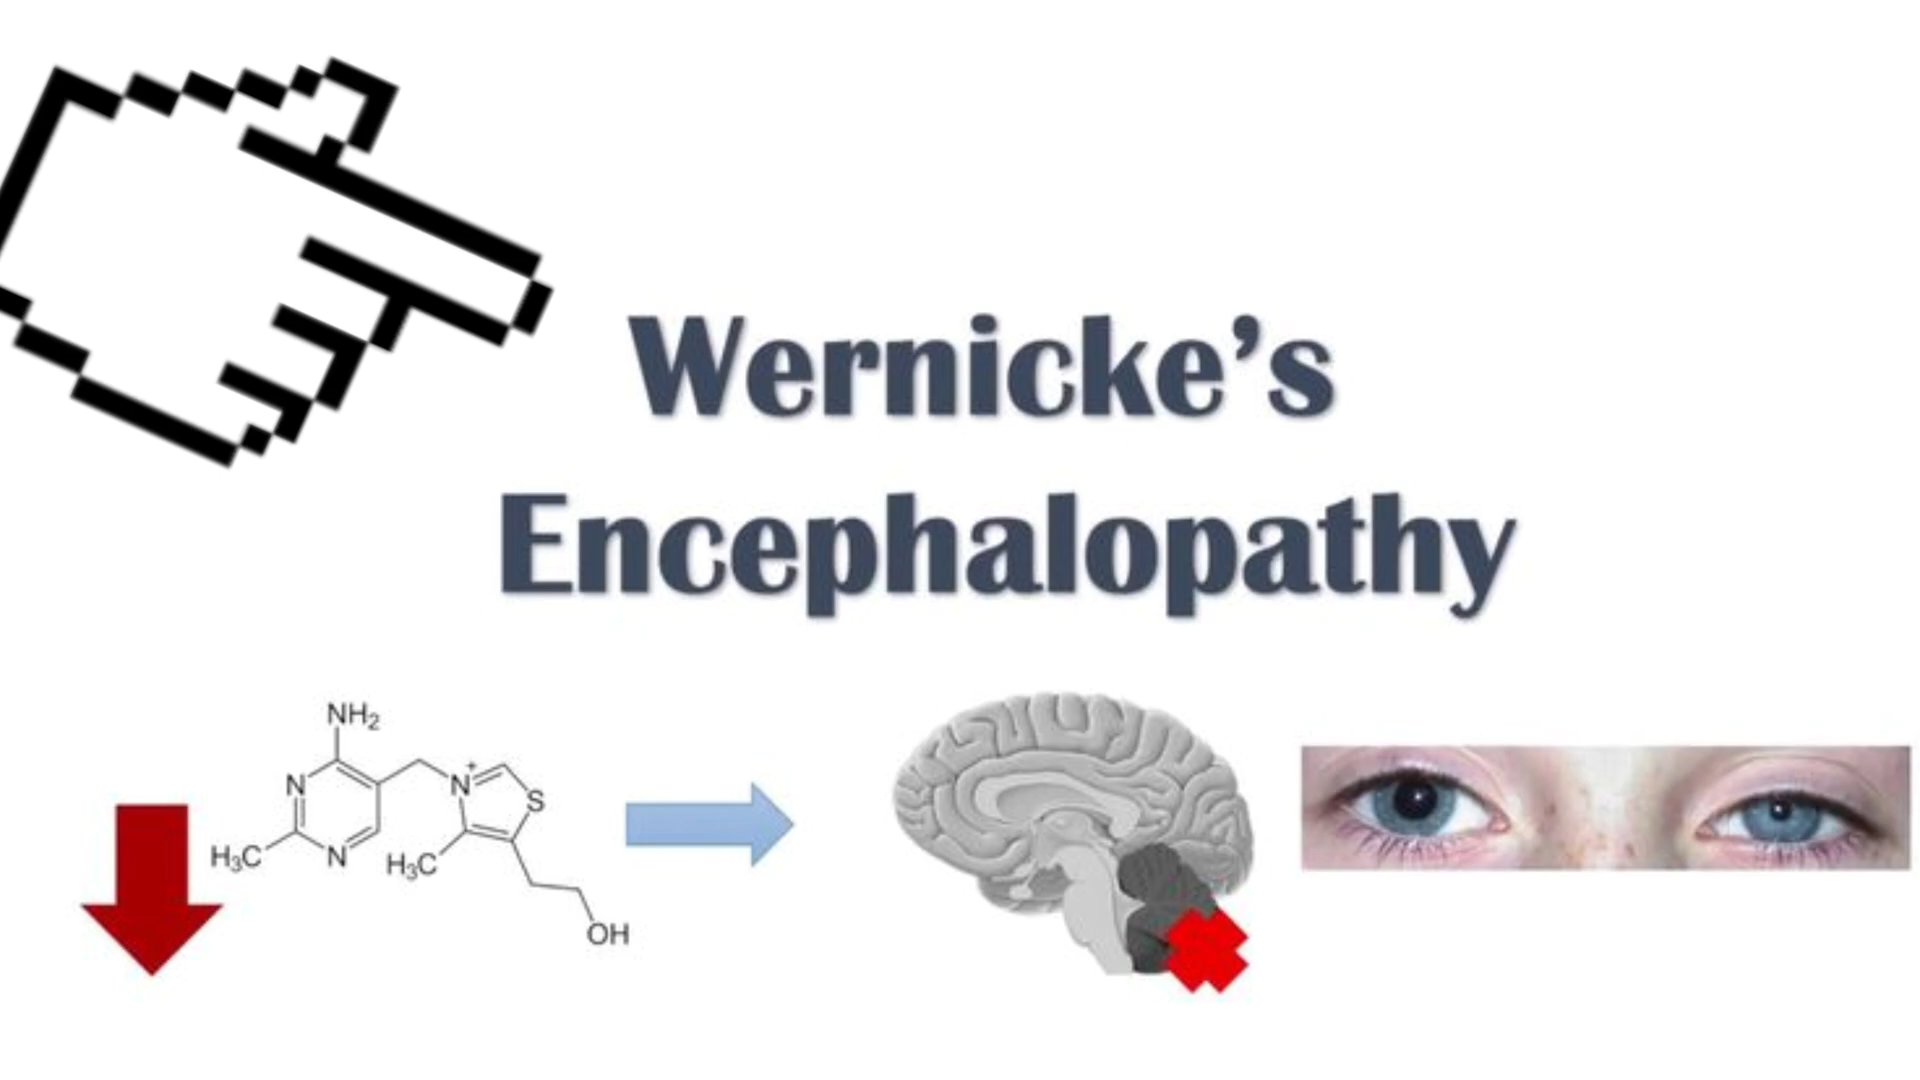 Wernicke’s
Encephalopathy
NH₂
N
N⁺
S
H₃C
N
H₃C
OH